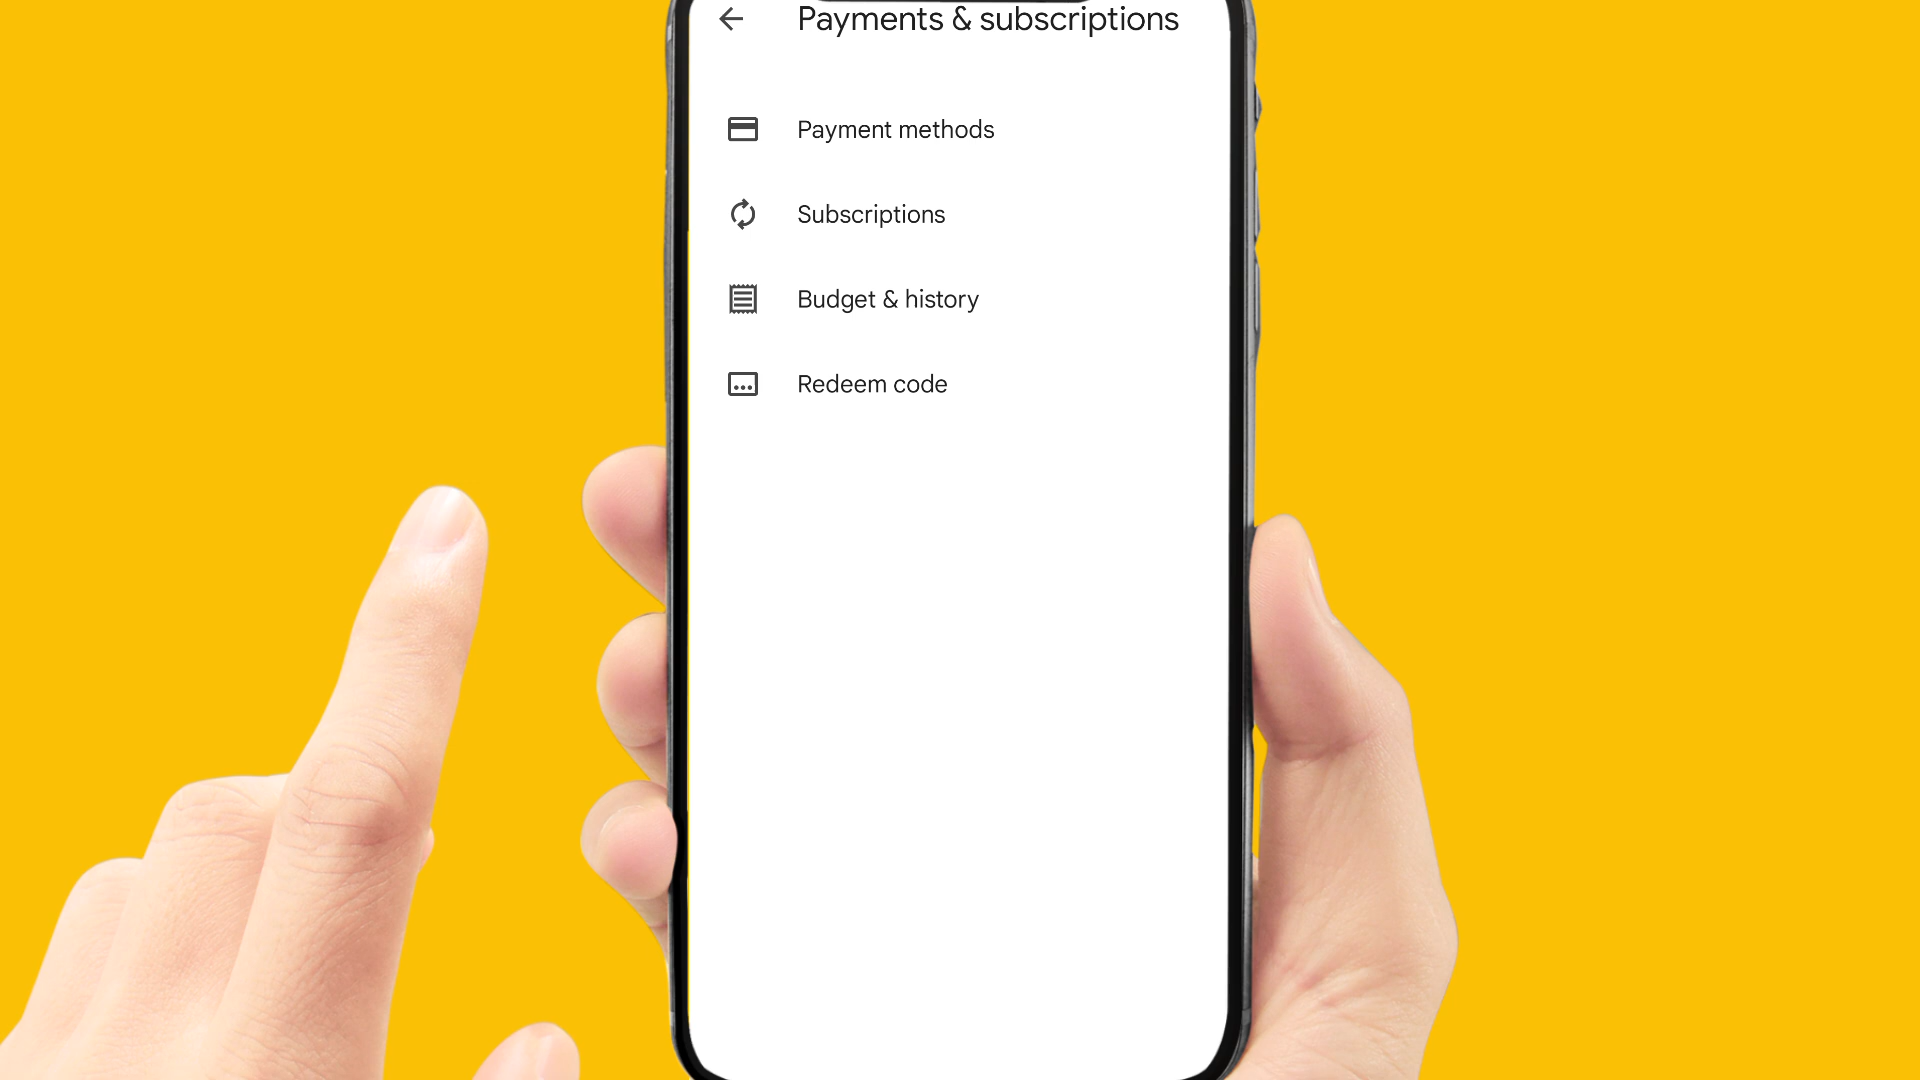 Payments & subscriptions
Payment methods
Subscriptions
Budget & history
Redeem code